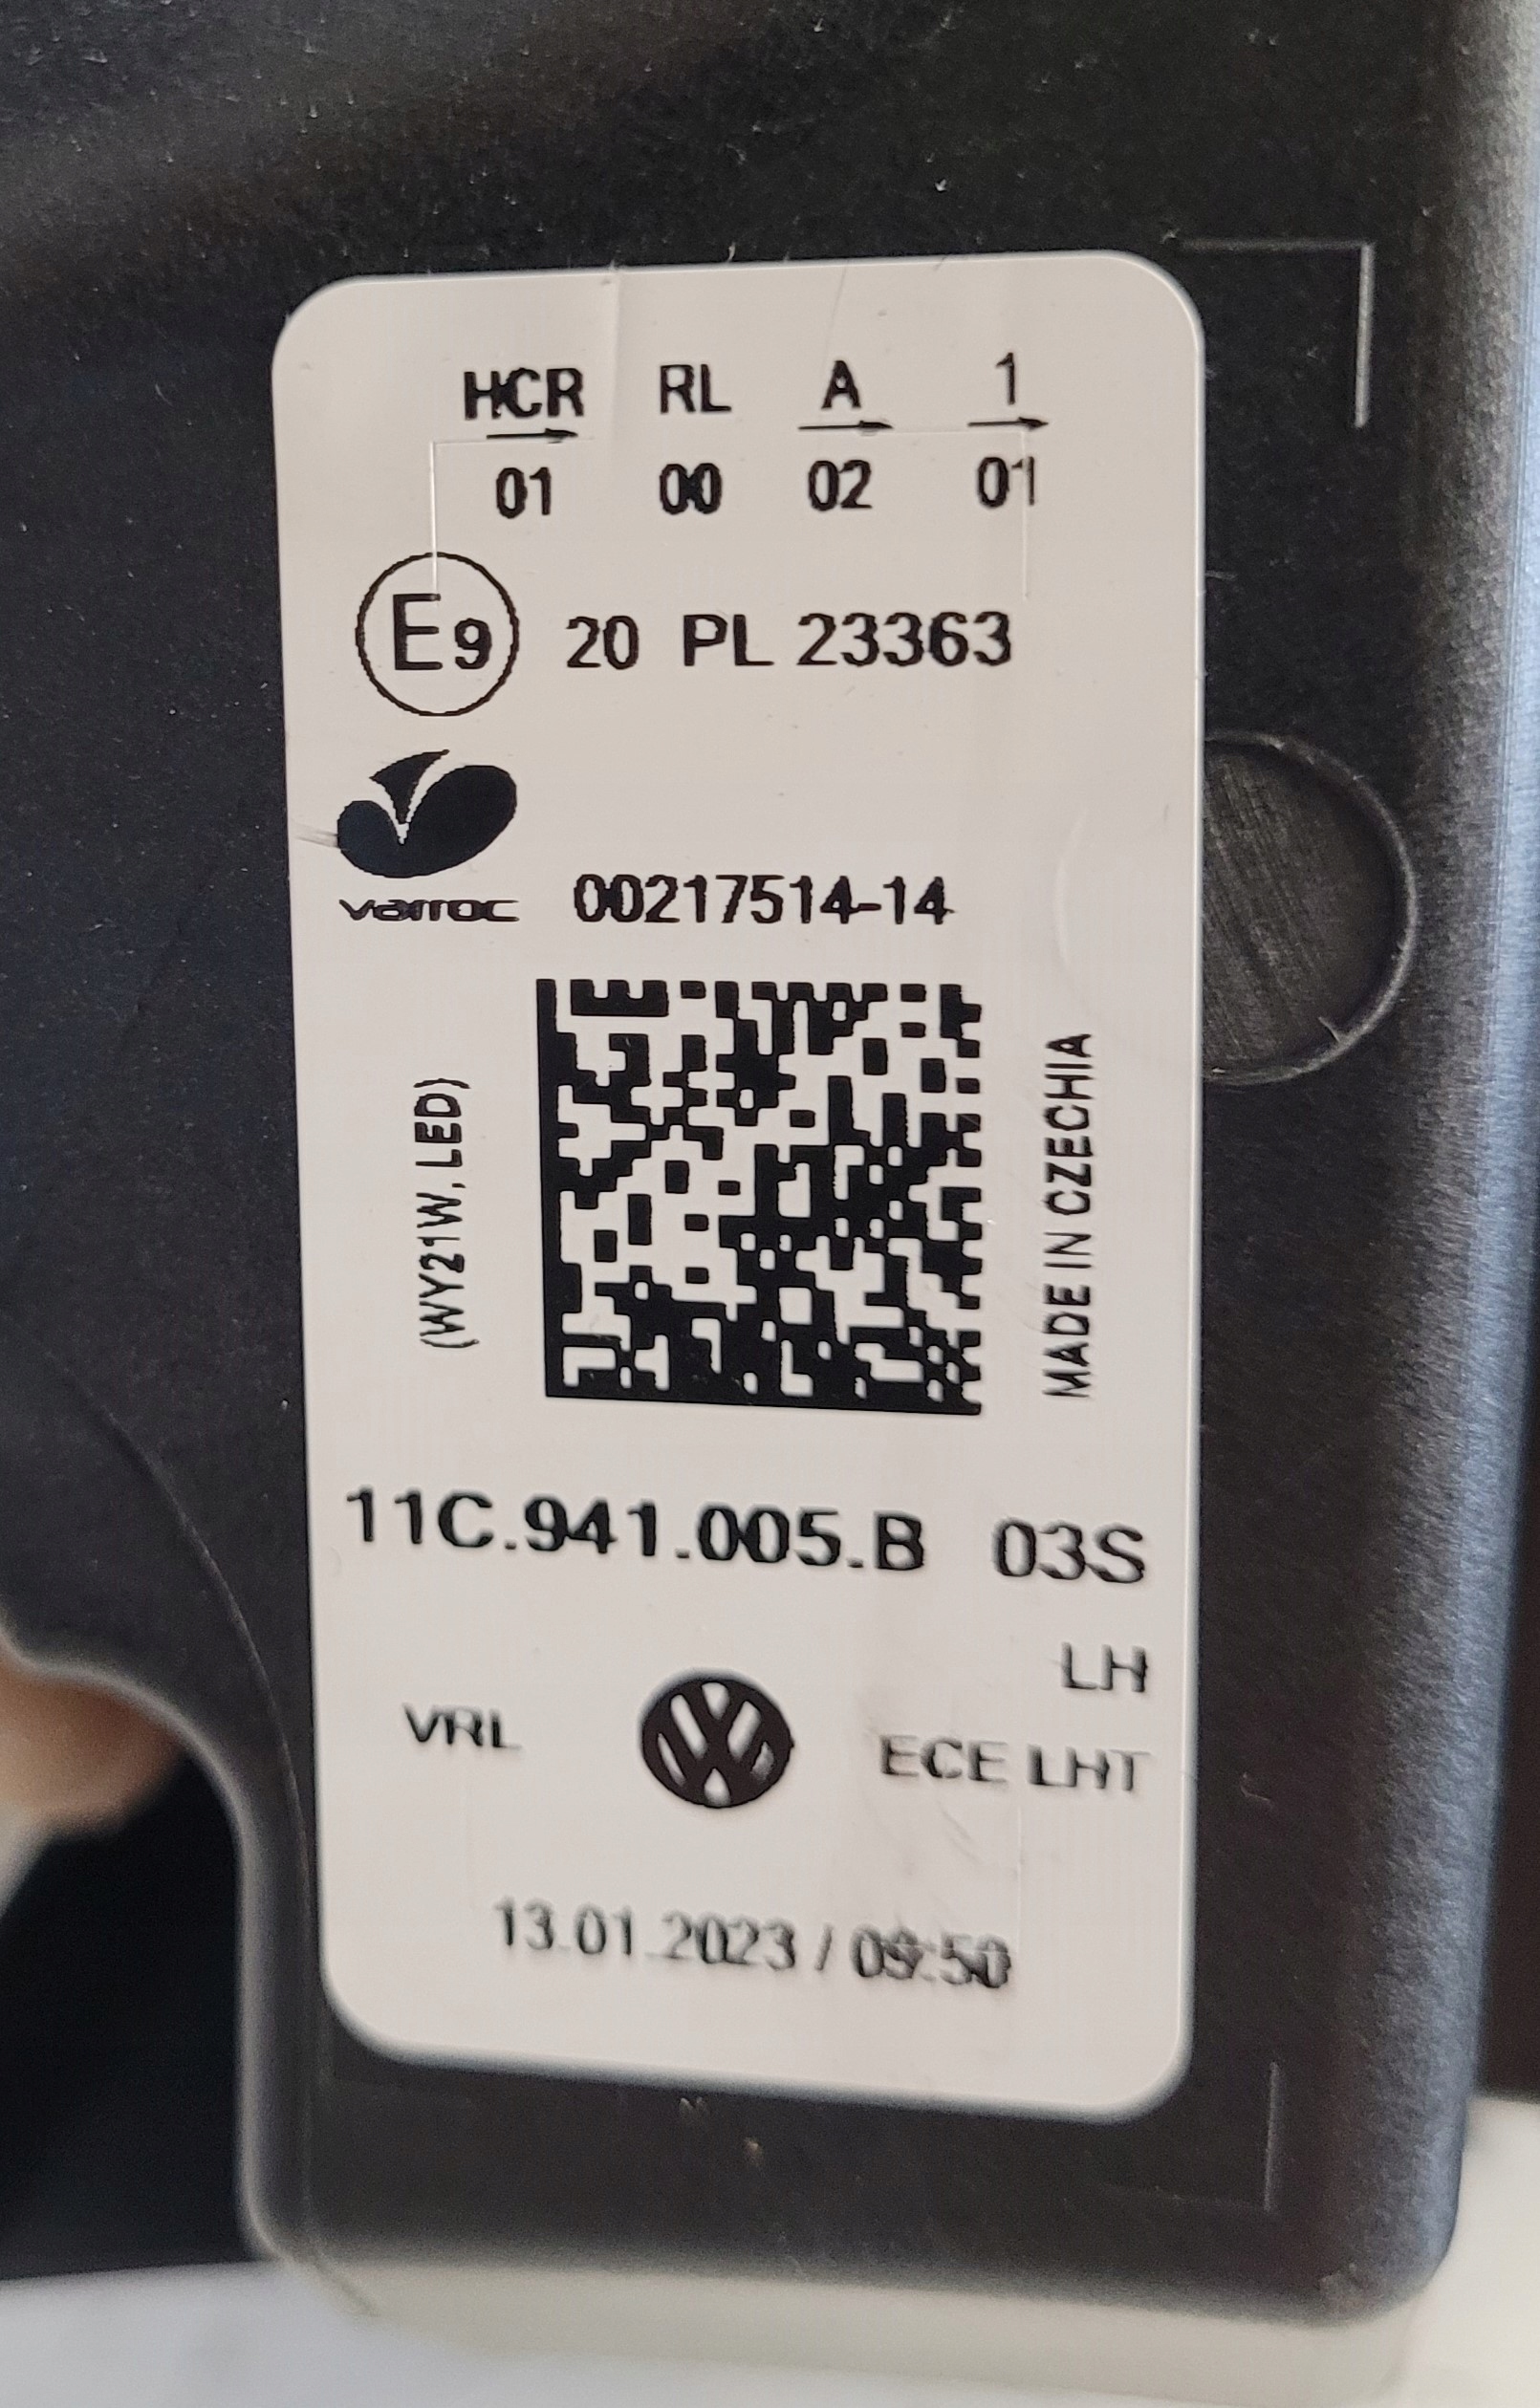 HCR RL A 1
01 00 02 01
E9 20 PL 23363
varroc 00217514-14
(WY21W, LED)
MADE IN CZECHIA
11C.941.005.B 03S
LH
VRL ECE LHT
13.01.2023 / 09:50